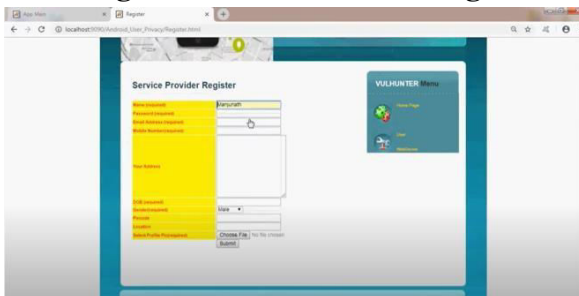 App Main
Register
localhost:5090/Android_User_Privacy/Register.html
Service Provider Register
VULHUNTER Menu
Name (required)
Manjunath
Password (required)
Email Address (required)
Mobile Number (required)
Your Address
DOB (required)
Gender (required)
Male
Pincode
Location
Select Profile Pic (required)
Choose File No file chosen
Submit
Home Page
User